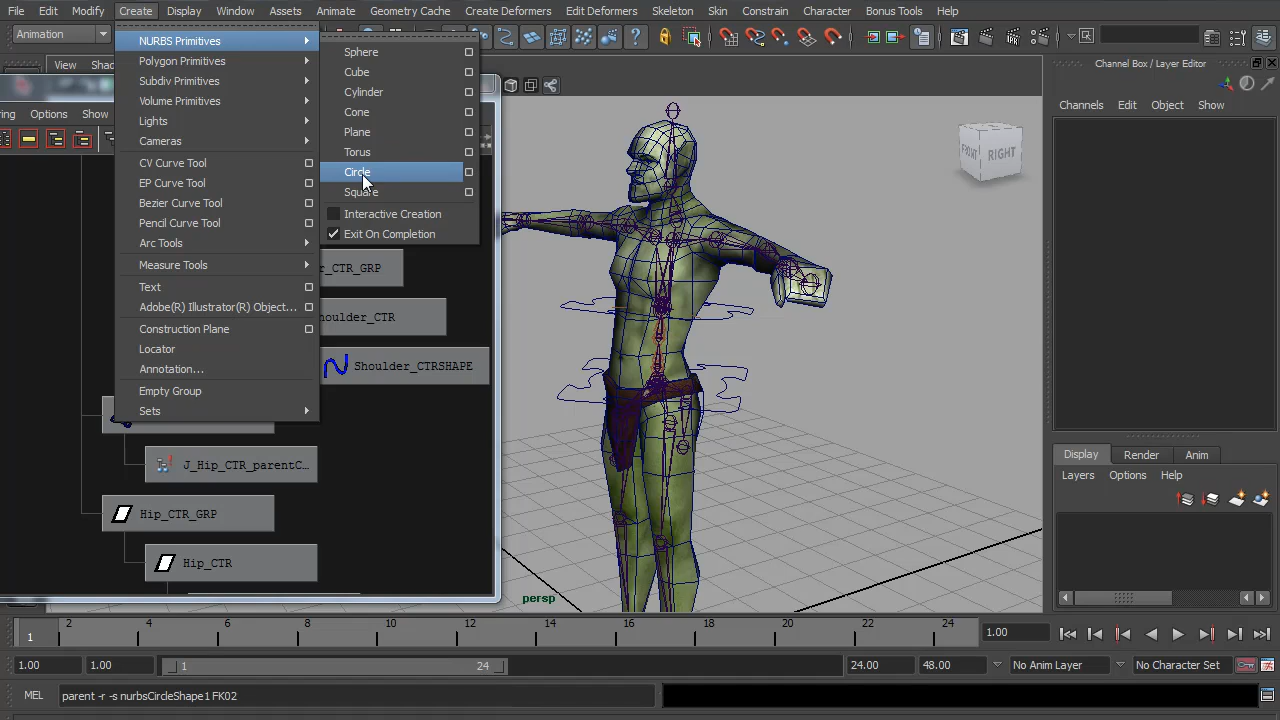 File Edit Modify Create Display Window Assets Animate Geometry Cache Create Deformers Edit Deformers Skeleton Skin Constrain Character Bonus Tools Help
Animation
NURBS Primitives
Polygon Primitives
Subdiv Primitives
Volume Primitives
Lights
Cameras
CV Curve Tool
EP Curve Tool
Bezier Curve Tool
Pencil Curve Tool
Arc Tools
Measure Tools
Text
Adobe(R) Illustrator(R) Object...
Construction Plane
Locator
Annotation...
Empty Group
Sets
Sphere
Cube
Cylinder
Cone
Plane
Torus
Circle
Square
Interactive Creation
Exit On Completion
View
Options Show
r_CTR_GRP
houlder_CTR
Shoulder_CTRSHAPE
J_Hip_CTR_parentC...
Hip_CTR_GRP
Hip_CTR
FRONT RIGHT
persp
Channel Box / Layer Editor
Channels Edit Object Show
Display Render Anim
Layers Options Help
1 2 4 6 8 10 12 14 16 18 20 22 24 1.00
1.00 1.00 1 24 24.00 48.00 No Anim Layer No Character Set
MEL parent -r -s nurbsCircleShape1 FK02